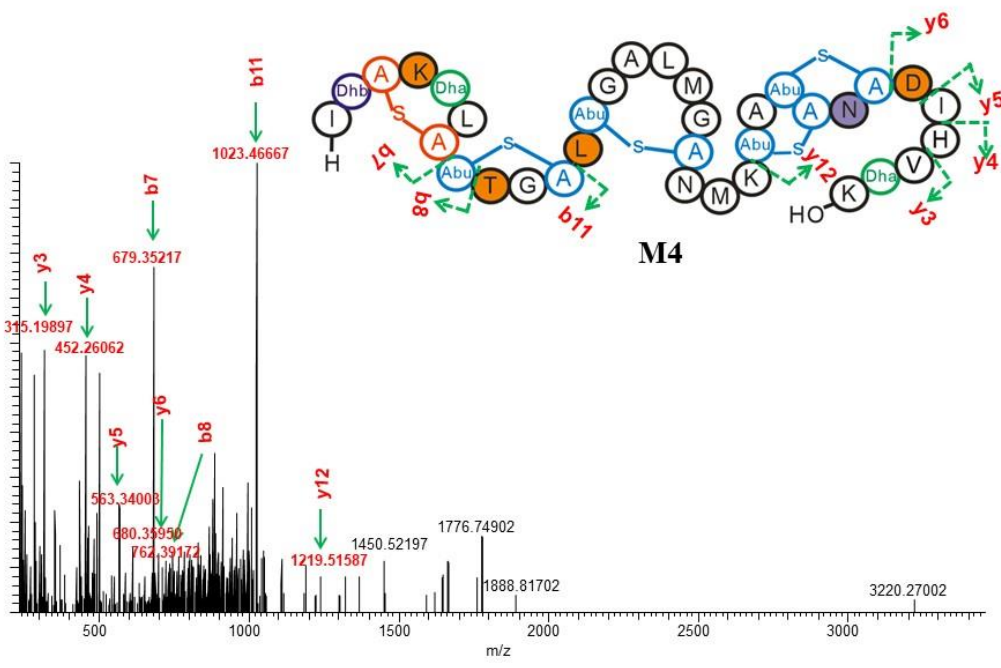 b11
1023.46667
b7
679.35217
y3
315.19897
y4
452.26062
y5
563.34003
y6
680.35950
b8
762.39172
y12
1219.51587
1450.52197
1776.74902
1888.81702
3220.27002
H
I
Dhb
A
K
Dha
L
S
A
Abu
T
G
A
S
L
Abu
G
A
L
M
G
A
S
N
M
K
Abu
A
Abu
A
S
S
N
A
D
I
H
V
Dha
K
HO
b7
b8
b11
y12
y6
y5
y4
y3
M4
500
1000
1500
2000
2500
3000
m/z